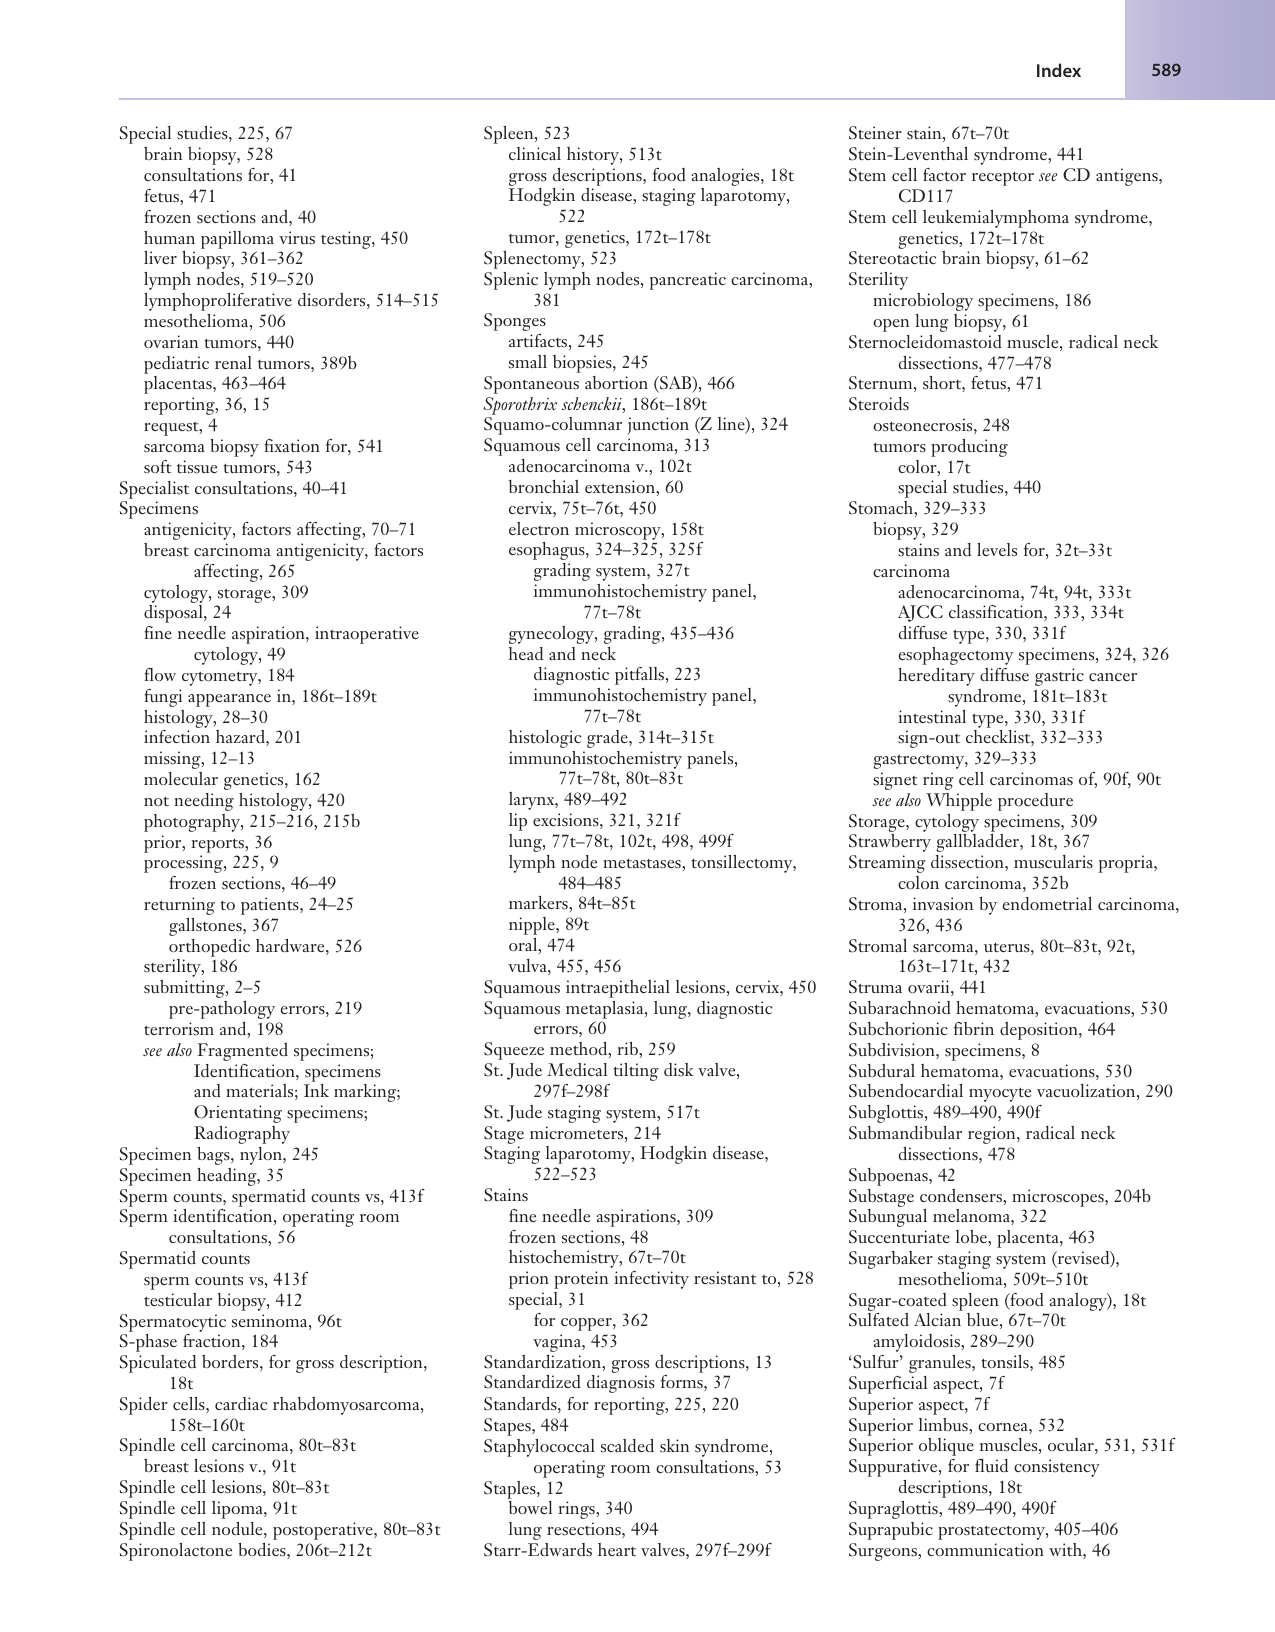 Index
589
Special studies, 225, 67
brain biopsy, 528
consultations for, 41
fetus, 471
frozen sections and, 40
human papilloma virus testing, 450
liver biopsy, 361–362
lymph nodes, 519–520
lymphoproliferative disorders, 514–515
mesothelioma, 506
ovarian tumors, 440
pediatric renal tumors, 389b
placentas, 463–464
reporting, 36, 15
request, 4
sarcoma biopsy fixation for, 541
soft tissue tumors, 543
Specialist consultations, 40–41
Specimens
antigenicity, factors affecting, 70–71
breast carcinoma antigenicity, factors
affecting, 265
cytology, storage, 309
disposal, 24
fine needle aspiration, intraoperative
cytology, 49
flow cytometry, 184
fungi appearance in, 186t–189t
histology, 28–30
infection hazard, 201
missing, 12–13
molecular genetics, 162
not needing histology, 420
photography, 215–216, 215b
prior, reports, 36
processing, 225, 9
frozen sections, 46–49
returning to patients, 24–25
gallstones, 367
orthopedic hardware, 526
sterility, 186
submitting, 2–5
pre-pathology errors, 219
terrorism and, 198
see also Fragmented specimens;
Identification, specimens
and materials; Ink marking;
Orientating specimens;
Radiography
Specimen bags, nylon, 245
Specimen heading, 35
Sperm counts, spermatid counts vs, 413f
Sperm identification, operating room
consultations, 56
Spermatid counts
sperm counts vs, 413f
testicular biopsy, 412
Spermatocytic seminoma, 96t
S-phase fraction, 184
Spiculated borders, for gross description,
18t
Spider cells, cardiac rhabdomyosarcoma,
158t–160t
Spindle cell carcinoma, 80t–83t
breast lesions v., 91t
Spindle cell lesions, 80t–83t
Spindle cell lipoma, 91t
Spindle cell nodule, postoperative, 80t–83t
Spironolactone bodies, 206t–212t
Spleen, 523
clinical history, 513t
gross descriptions, food analogies, 18t
Hodgkin disease, staging laparotomy,
522
tumor, genetics, 172t–178t
Splenectomy, 523
Splenic lymph nodes, pancreatic carcinoma,
381
Sponges
artifacts, 245
small biopsies, 245
Spontaneous abortion (SAB), 466
Sporothrix schenckii, 186t–189t
Squamo-columnar junction (Z line), 324
Squamous cell carcinoma, 313
adenocarcinoma v., 102t
bronchial extension, 60
cervix, 75t–76t, 450
electron microscopy, 158t
esophagus, 324–325, 325f
grading system, 327t
immunohistochemistry panel,
77t–78t
gynecology, grading, 435–436
head and neck
diagnostic pitfalls, 223
immunohistochemistry panel,
77t–78t
histologic grade, 314t–315t
immunohistochemistry panels,
77t–78t, 80t–83t
larynx, 489–492
lip excisions, 321, 321f
lung, 77t–78t, 102t, 498, 499f
lymph node metastases, tonsillectomy,
484–485
markers, 84t–85t
nipple, 89t
oral, 474
vulva, 455, 456
Squamous intraepithelial lesions, cervix, 450
Squamous metaplasia, lung, diagnostic
errors, 60
Squeeze method, rib, 259
St. Jude Medical tilting disk valve,
297f–298f
St. Jude staging system, 517t
Stage micrometers, 214
Staging laparotomy, Hodgkin disease,
522–523
Stains
fine needle aspirations, 309
frozen sections, 48
histochemistry, 67t–70t
prion protein infectivity resistant to, 528
special, 31
for copper, 362
vagina, 453
Standardization, gross descriptions, 13
Standardized diagnosis forms, 37
Standards, for reporting, 225, 220
Stapes, 484
Staphylococcal scalded skin syndrome,
operating room consultations, 53
Staples, 12
bowel rings, 340
lung resections, 494
Starr-Edwards heart valves, 297f–299f
Steiner stain, 67t–70t
Stein-Leventhal syndrome, 441
Stem cell factor receptor see CD antigens,
CD117
Stem cell leukemialymphoma syndrome,
genetics, 172t–178t
Stereotactic brain biopsy, 61–62
Sterility
microbiology specimens, 186
open lung biopsy, 61
Sternocleidomastoid muscle, radical neck
dissections, 477–478
Sternum, short, fetus, 471
Steroids
osteonecrosis, 248
tumors producing
color, 17t
special studies, 440
Stomach, 329–333
biopsy, 329
stains and levels for, 32t–33t
carcinoma
adenocarcinoma, 74t, 94t, 333t
AJCC classification, 333, 334t
diffuse type, 330, 331f
esophagectomy specimens, 324, 326
hereditary diffuse gastric cancer
syndrome, 181t–183t
intestinal type, 330, 331f
sign-out checklist, 332–333
gastrectomy, 329–333
signet ring cell carcinomas of, 90f, 90t
see also Whipple procedure
Storage, cytology specimens, 309
Strawberry gallbladder, 18t, 367
Streaming dissection, muscularis propria,
colon carcinoma, 352b
Stroma, invasion by endometrial carcinoma,
326, 436
Stromal sarcoma, uterus, 80t–83t, 92t,
163t–171t, 432
Struma ovarii, 441
Subarachnoid hematoma, evacuations, 530
Subchorionic fibrin deposition, 464
Subdivision, specimens, 8
Subdural hematoma, evacuations, 530
Subendocardial myocyte vacuolization, 290
Subglottis, 489–490, 490f
Submandibular region, radical neck
dissections, 478
Subpoenas, 42
Substage condensers, microscopes, 204b
Subungual melanoma, 322
Succenturiate lobe, placenta, 463
Sugarbaker staging system (revised),
mesothelioma, 509t–510t
Sugar-coated spleen (food analogy), 18t
Sulfated Alcian blue, 67t–70t
amyloidosis, 289–290
‘Sulfur’ granules, tonsils, 485
Superficial aspect, 7f
Superior aspect, 7f
Superior limbus, cornea, 532
Superior oblique muscles, ocular, 531, 531f
Suppurative, for fluid consistency
descriptions, 18t
Supraglottis, 489–490, 490f
Suprapubic prostatectomy, 405–406
Surgeons, communication with, 46